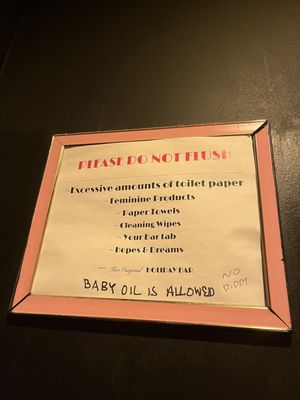 PLEASE DO NOT FLUSH
~Excessive amounts of toilet paper
~Feminine Products
~Paper Towels
~Cleaning Wipes
~Your Bar tab
~Hopes & Dreams
— The Original HOLIDAY BAR
BABY OIL IS ALLOWED
NO
DIDDY